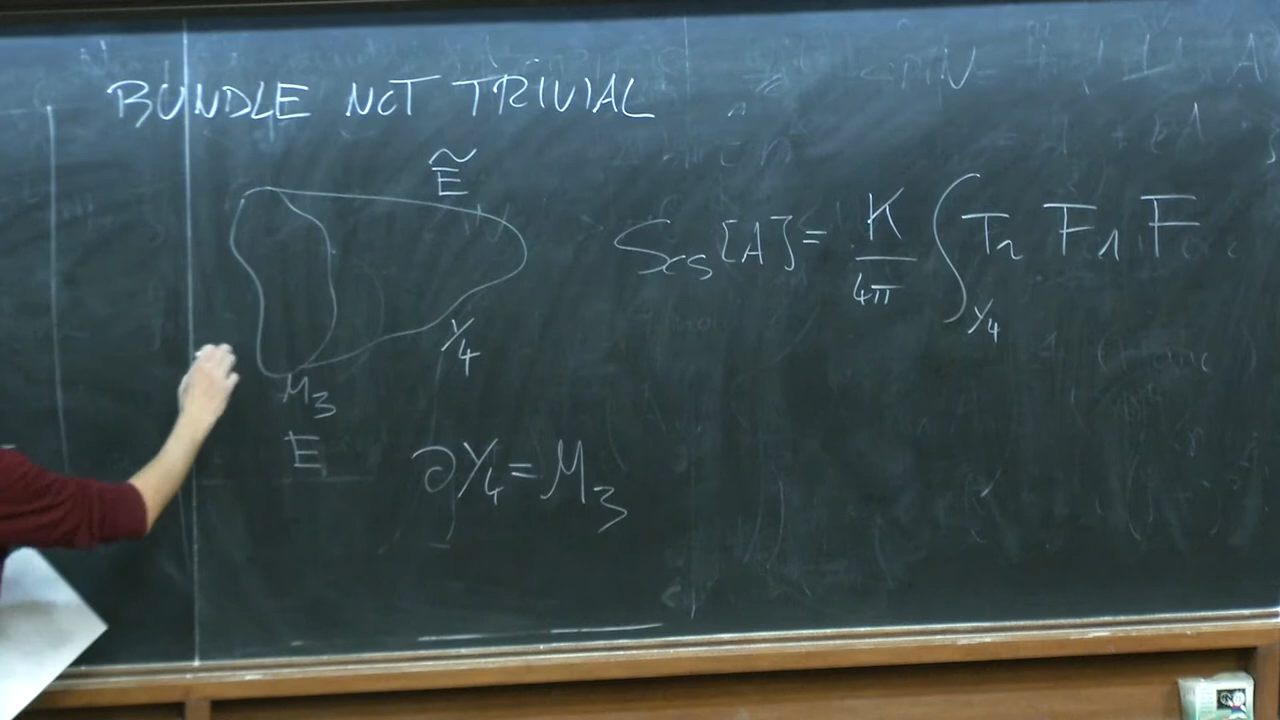 BUNDLE NOT TRIVIAL
Ẽ
S_CS [A] = K/4π ∫_Y₄ Tr F ∧ F
Y₄
M₃
E
∂Y₄ = M₃